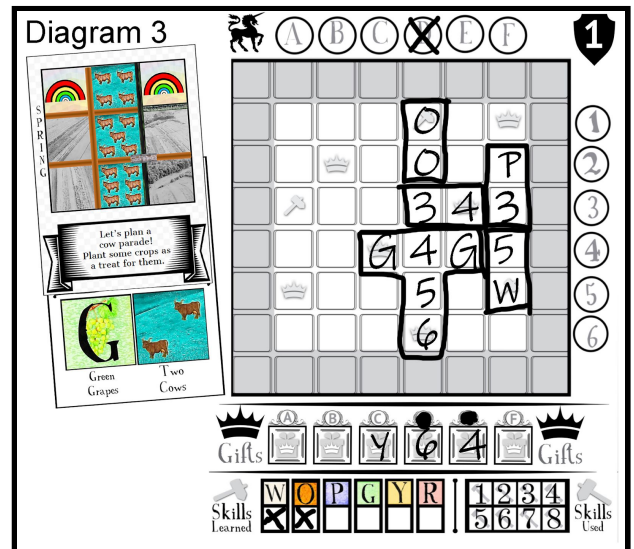 Diagram 3
A B C D E F
1
SPRING
Let's plan a
cow parade!
Plant some crops as
a treat for them.
G
Green
Grapes
Two
Cows
O
O P
3 4 3
G 4 G 5
5 W
6
1
2
3
4
5
6
A B C F
Gifts Y 6 4 Gifts
Skills
Learned
W O P G Y R
X X
1 2 3 4
5 6 7 8
Skills
Used